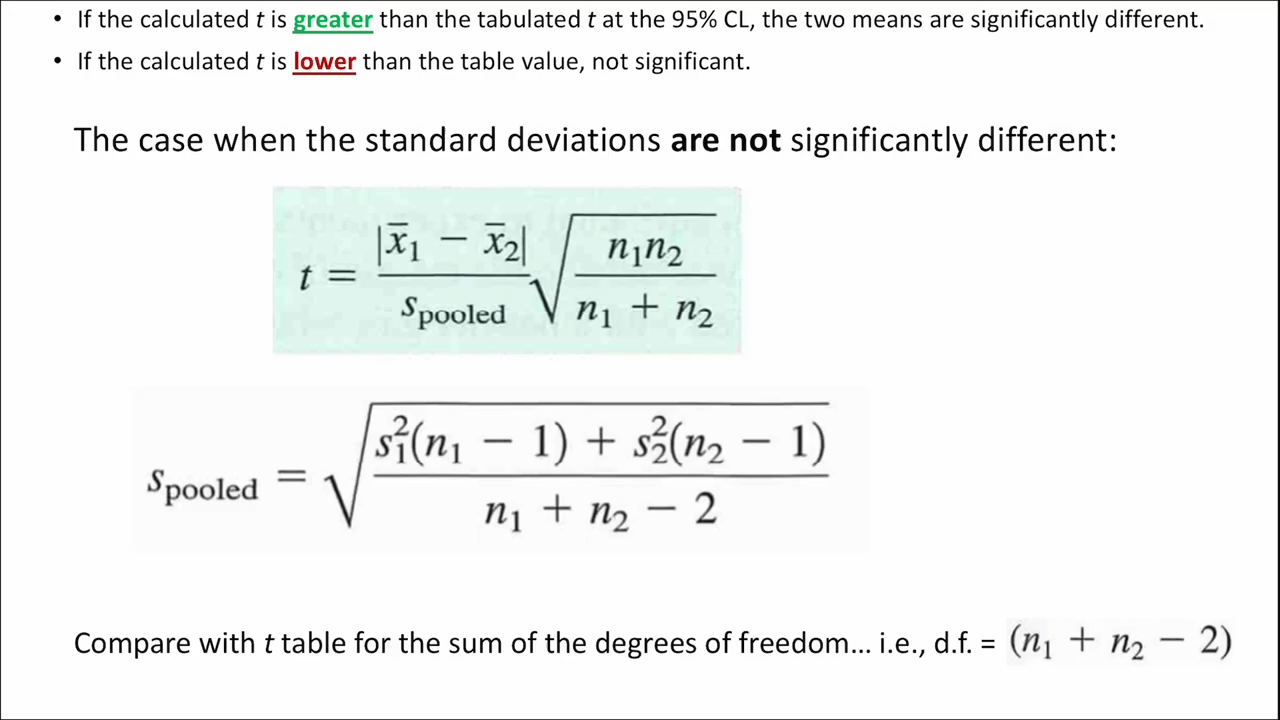 • If the calculated t is greater than the tabulated t at the 95% CL, the two means are significantly different.
• If the calculated t is lower than the table value, not significant.
The case when the standard deviations are not significantly different:
t = |x̄₁ − x̄₂| / s_pooled √(n₁n₂ / (n₁ + n₂))
s_pooled = √((s₁²(n₁ − 1) + s₂²(n₂ − 1)) / (n₁ + n₂ − 2))
Compare with t table for the sum of the degrees of freedom... i.e., d.f. = (n₁ + n₂ − 2)